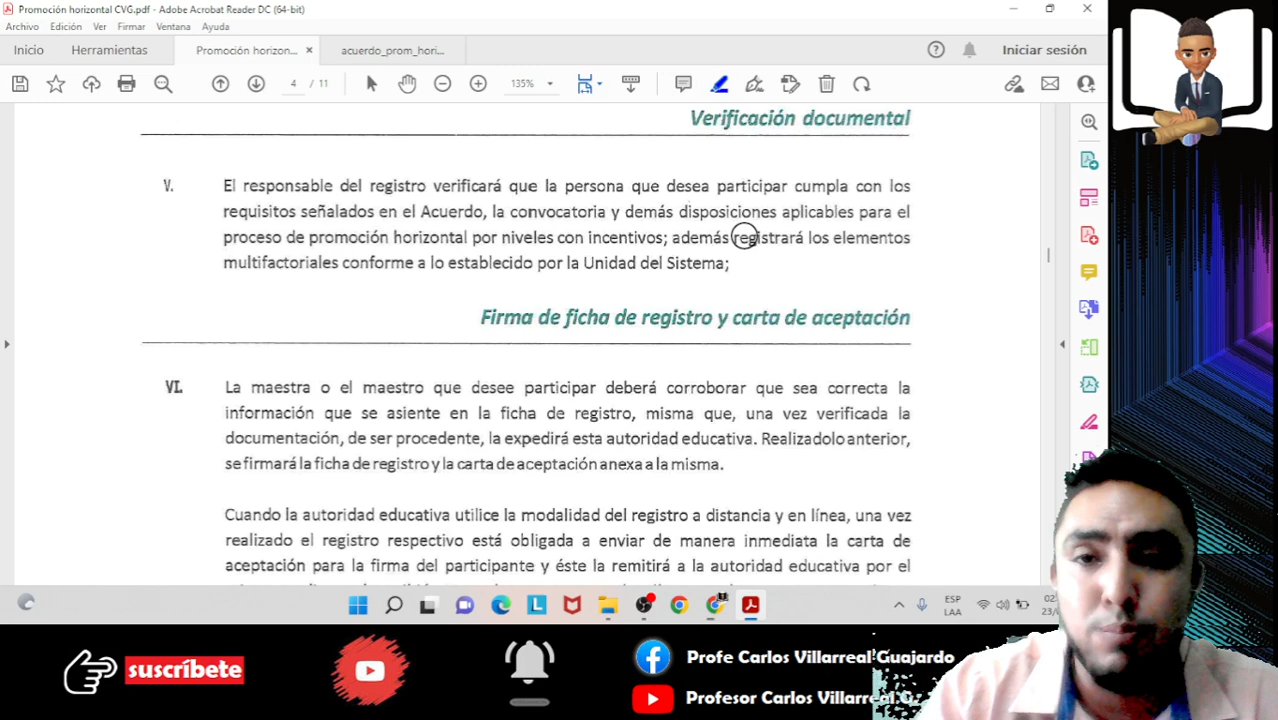 Promoción horizontal CVG.pdf - Adobe Acrobat Reader DC (64-bit)
Archivo Edición Ver Firmar Ventana Ayuda
Inicio Herramientas Promoción horizon... × acuerdo_prom_hori... Iniciar sesión
4 / 11 135%
Verificación documental
V. El responsable del registro verificará que la persona que desea participar cumpla con los
requisitos señalados en el Acuerdo, la convocatoria y demás disposiciones aplicables para el
proceso de promoción horizontal por niveles con incentivos; además registrará los elementos
multifactoriales conforme a lo establecido por la Unidad del Sistema;
Firma de ficha de registro y carta de aceptación
VI. La maestra o el maestro que desee participar deberá corroborar que sea correcta la
información que se asiente en la ficha de registro, misma que, una vez verificada la
documentación, de ser procedente, la expedirá esta autoridad educativa. Realizadolo anterior,
se firmará la ficha de registro y la carta de aceptación anexa a la misma.
Cuando la autoridad educativa utilice la modalidad del registro a distancia y en línea, una vez
realizado el registro respectivo está obligada a enviar de manera inmediata la carta de
aceptación para la firma del participante y éste la remitirá a la autoridad educativa por el
ESP
LAA
suscríbete
Profe Carlos Villarreal Guajardo
Profesor Carlos Villarreal G.